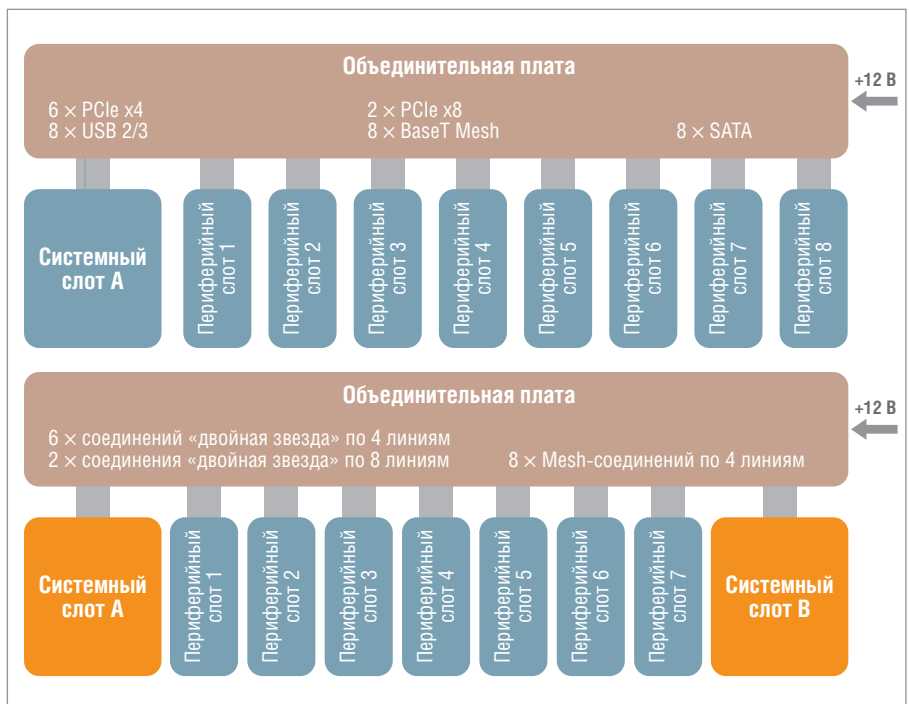 Объединительная плата
+12 В
6 × PCIe x4
8 × USB 2/3
2 × PCIe x8
8 × BaseT Mesh
8 × SATA
Системный
слот A
Периферийный
слот 1
Периферийный
слот 2
Периферийный
слот 3
Периферийный
слот 4
Периферийный
слот 5
Периферийный
слот 6
Периферийный
слот 7
Периферийный
слот 8
Объединительная плата
+12 В
6 × соединений «двойная звезда» по 4 линиям
2 × соединения «двойная звезда» по 8 линиям
8 × Mesh-соединений по 4 линиям
Системный
слот A
Периферийный
слот 1
Периферийный
слот 2
Периферийный
слот 3
Периферийный
слот 4
Периферийный
слот 5
Периферийный
слот 6
Периферийный
слот 7
Системный
слот B